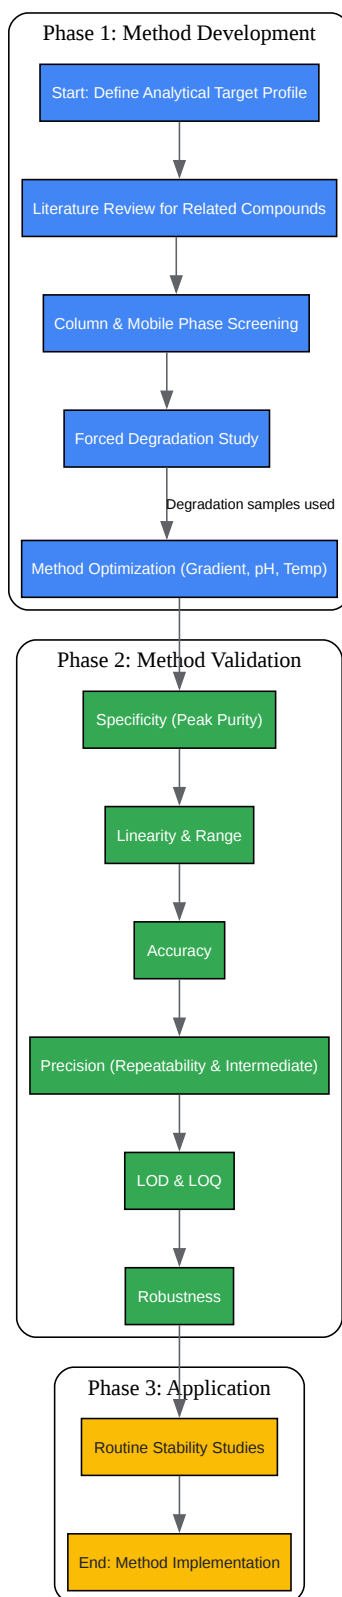 Phase 1: Method Development
Start: Define Analytical Target Profile
Literature Review for Related Compounds
Column & Mobile Phase Screening
Forced Degradation Study
Degradation samples used
Method Optimization (Gradient, pH, Temp)
Phase 2: Method Validation
Specificity (Peak Purity)
Linearity & Range
Accuracy
Precision (Repeatability & Intermediate)
LOD & LOQ
Robustness
Phase 3: Application
Routine Stability Studies
End: Method Implementation